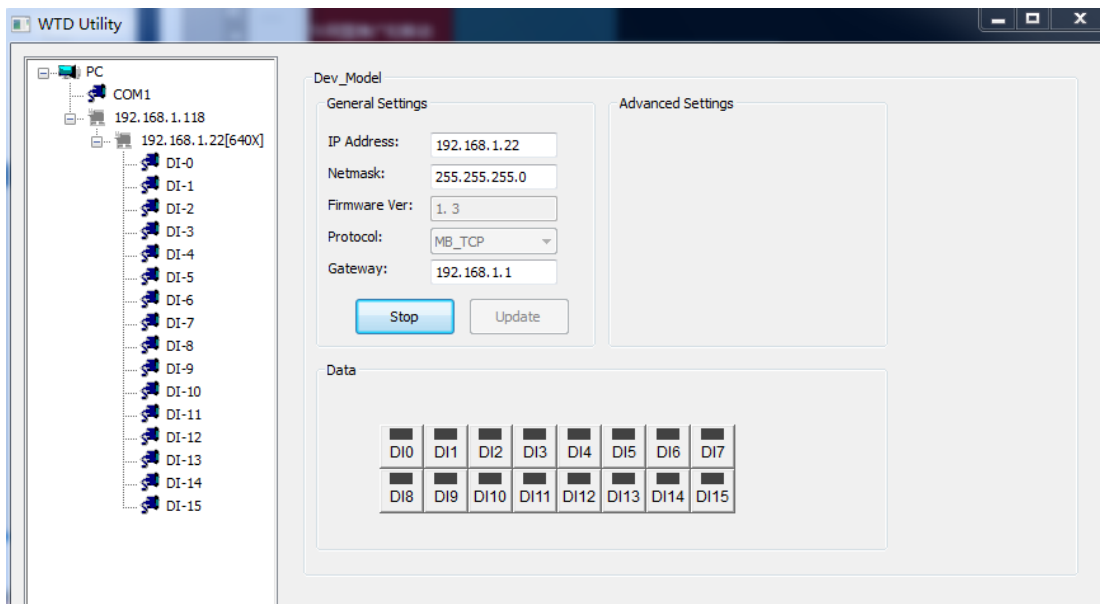 WTD Utility
PC
COM1
192.168.1.118
192.168.1.22[640X]
DI-0
DI-1
DI-2
DI-3
DI-4
DI-5
DI-6
DI-7
DI-8
DI-9
DI-10
DI-11
DI-12
DI-13
DI-14
DI-15
Dev_Model
General Settings
IP Address: 192.168.1.22
Netmask: 255.255.255.0
Firmware Ver: 1. 3
Protocol: MB_TCP
Gateway: 192.168.1.1
Stop Update
Advanced Settings
Data
DI0 DI1 DI2 DI3 DI4 DI5 DI6 DI7
DI8 DI9 DI10 DI11 DI12 DI13 DI14 DI15